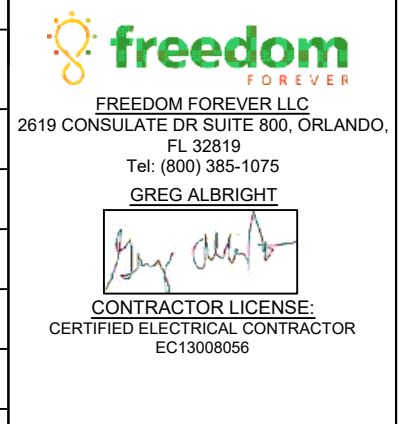 freedom
FOREVER
FREEDOM FOREVER LLC
2619 CONSULATE DR SUITE 800, ORLANDO,
FL 32819
Tel: (800) 385-1075
GREG ALBRIGHT
CONTRACTOR LICENSE:
CERTIFIED ELECTRICAL CONTRACTOR
EC13008056